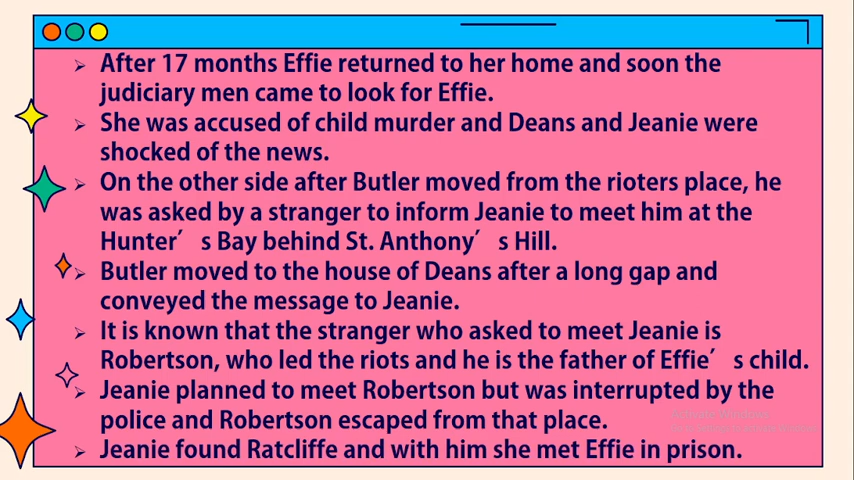 After 17 months Effie returned to her home and soon the
judiciary men came to look for Effie.
She was accused of child murder and Deans and Jeanie were
shocked of the news.
On the other side after Butler moved from the rioters place, he
was asked by a stranger to inform Jeanie to meet him at the
Hunter′ s Bay behind St. Anthony′ s Hill.
Butler moved to the house of Deans after a long gap and
conveyed the message to Jeanie.
It is known that the stranger who asked to meet Jeanie is
Robertson, who led the riots and he is the father of Effie′ s child.
Jeanie planned to meet Robertson but was interrupted by the
police and Robertson escaped from that place.
Activate Windows
Jeanie found Ratcliffe and with him she met Effie in prison.